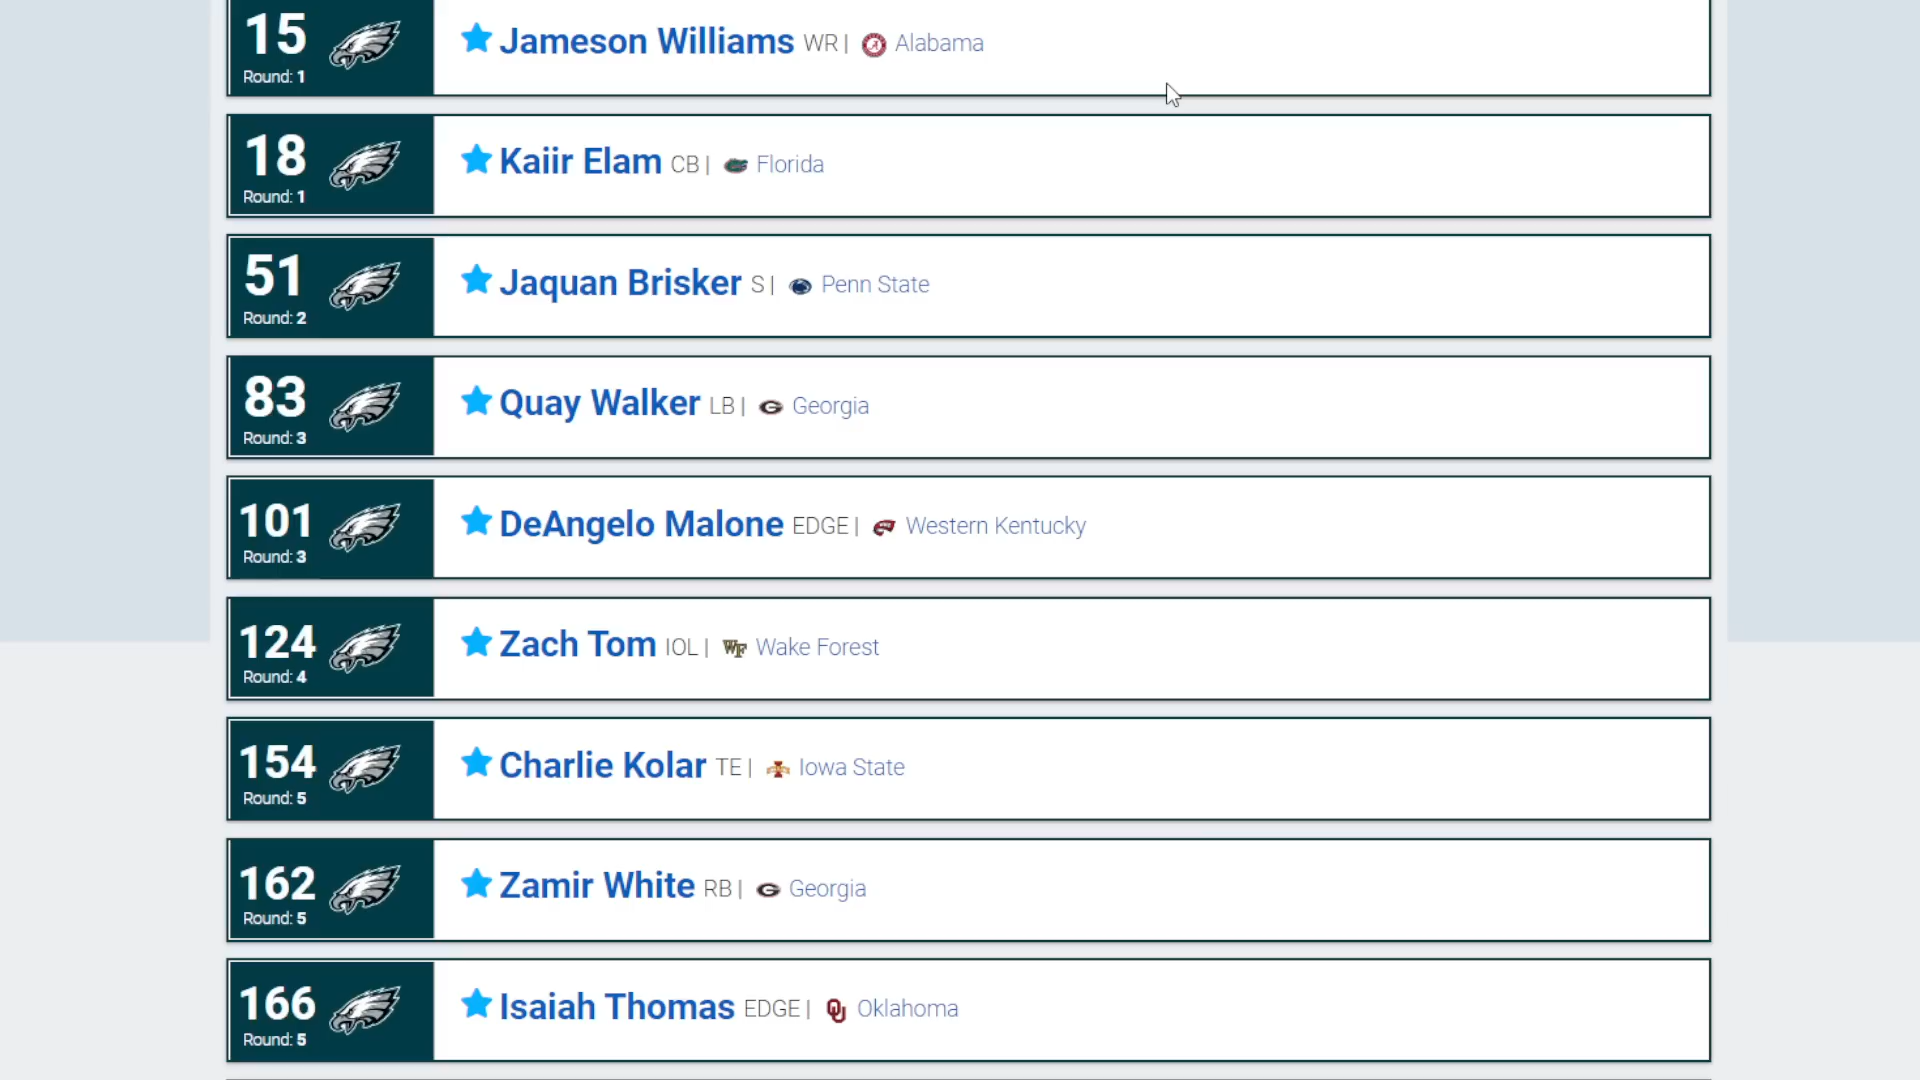 15 Jameson Williams WR | Alabama
Round: 1
18 Kaiir Elam CB | Florida
Round: 1
51 Jaquan Brisker S | Penn State
Round: 2
83 Quay Walker LB | Georgia
Round: 3
101 DeAngelo Malone EDGE | Western Kentucky
Round: 3
124 Zach Tom IOL | WF Wake Forest
Round: 4
154 Charlie Kolar TE | Iowa State
Round: 5
162 Zamir White RB | G Georgia
Round: 5
166 Isaiah Thomas EDGE | OU Oklahoma
Round: 5